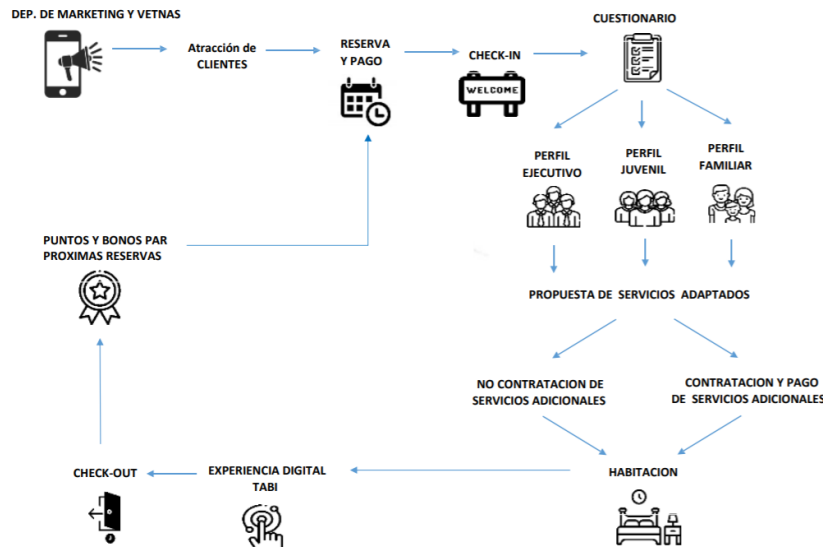 DEP. DE MARKETING Y VETNAS
Atracción de
CLIENTES
RESERVA
Y PAGO
CHECK-IN
WELCOME
CUESTIONARIO
PERFIL
EJECUTIVO
PERFIL
JUVENIL
PERFIL
FAMILIAR
PUNTOS Y BONOS PAR
PROXIMAS RESERVAS
PROPUESTA DE SERVICIOS ADAPTADOS
NO CONTRATACION DE
SERVICIOS ADICIONALES
CONTRATACION Y PAGO
DE SERVICIOS ADICIONALES
CHECK-OUT
EXPERIENCIA DIGITAL
TABI
HABITACION